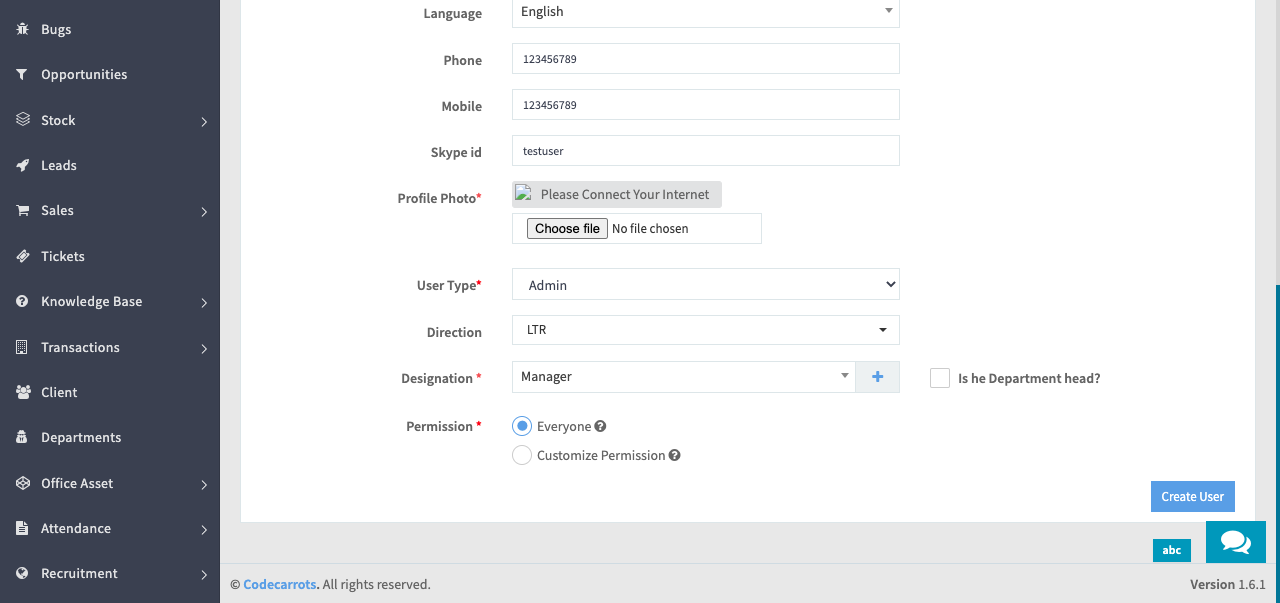 Bugs
Opportunities
Stock
Leads
Sales
Tickets
Knowledge Base
Transactions
Client
Departments
Office Asset
Attendance
Recruitment
Language English
Phone 123456789
Mobile 123456789
Skype id testuser
Profile Photo* Please Connect Your Internet
Choose file No file chosen
User Type* Admin
Direction LTR
Designation * Manager + Is he Department head?
Permission * Everyone ?
Customize Permission ?
Create User
abc
© Codecarrots. All rights reserved. Version 1.6.1